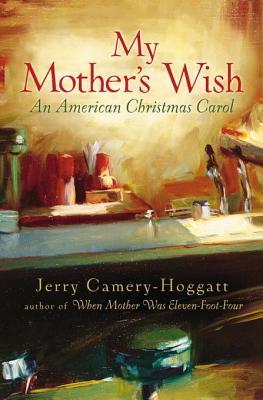 My
Mother's Wish
An American Christmas Carol
Jerry Camery-Hoggatt
author of When Mother Was Eleven-Foot-Four